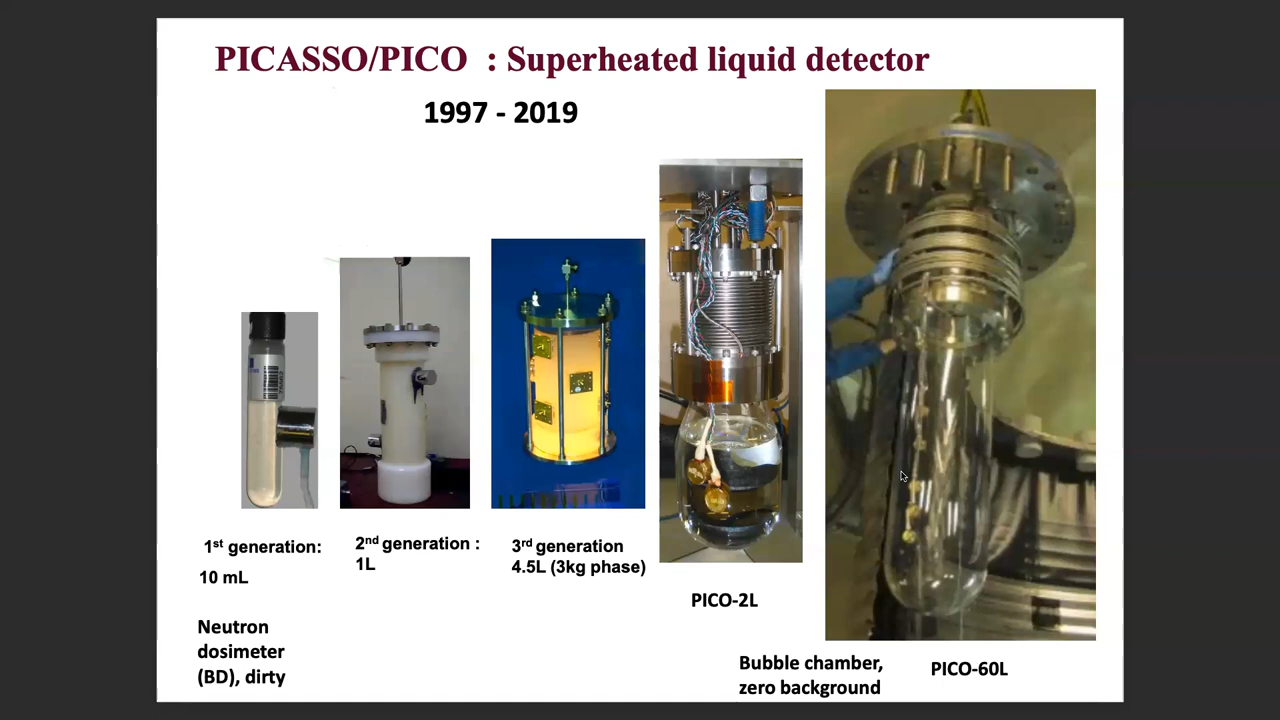 PICASSO/PICO : Superheated liquid detector
1997 - 2019
1st generation:
10 mL
Neutron
dosimeter
(BD), dirty
2nd generation :
1L
3rd generation
4.5L (3kg phase)
PICO-2L
Bubble chamber,
zero background
PICO-60L